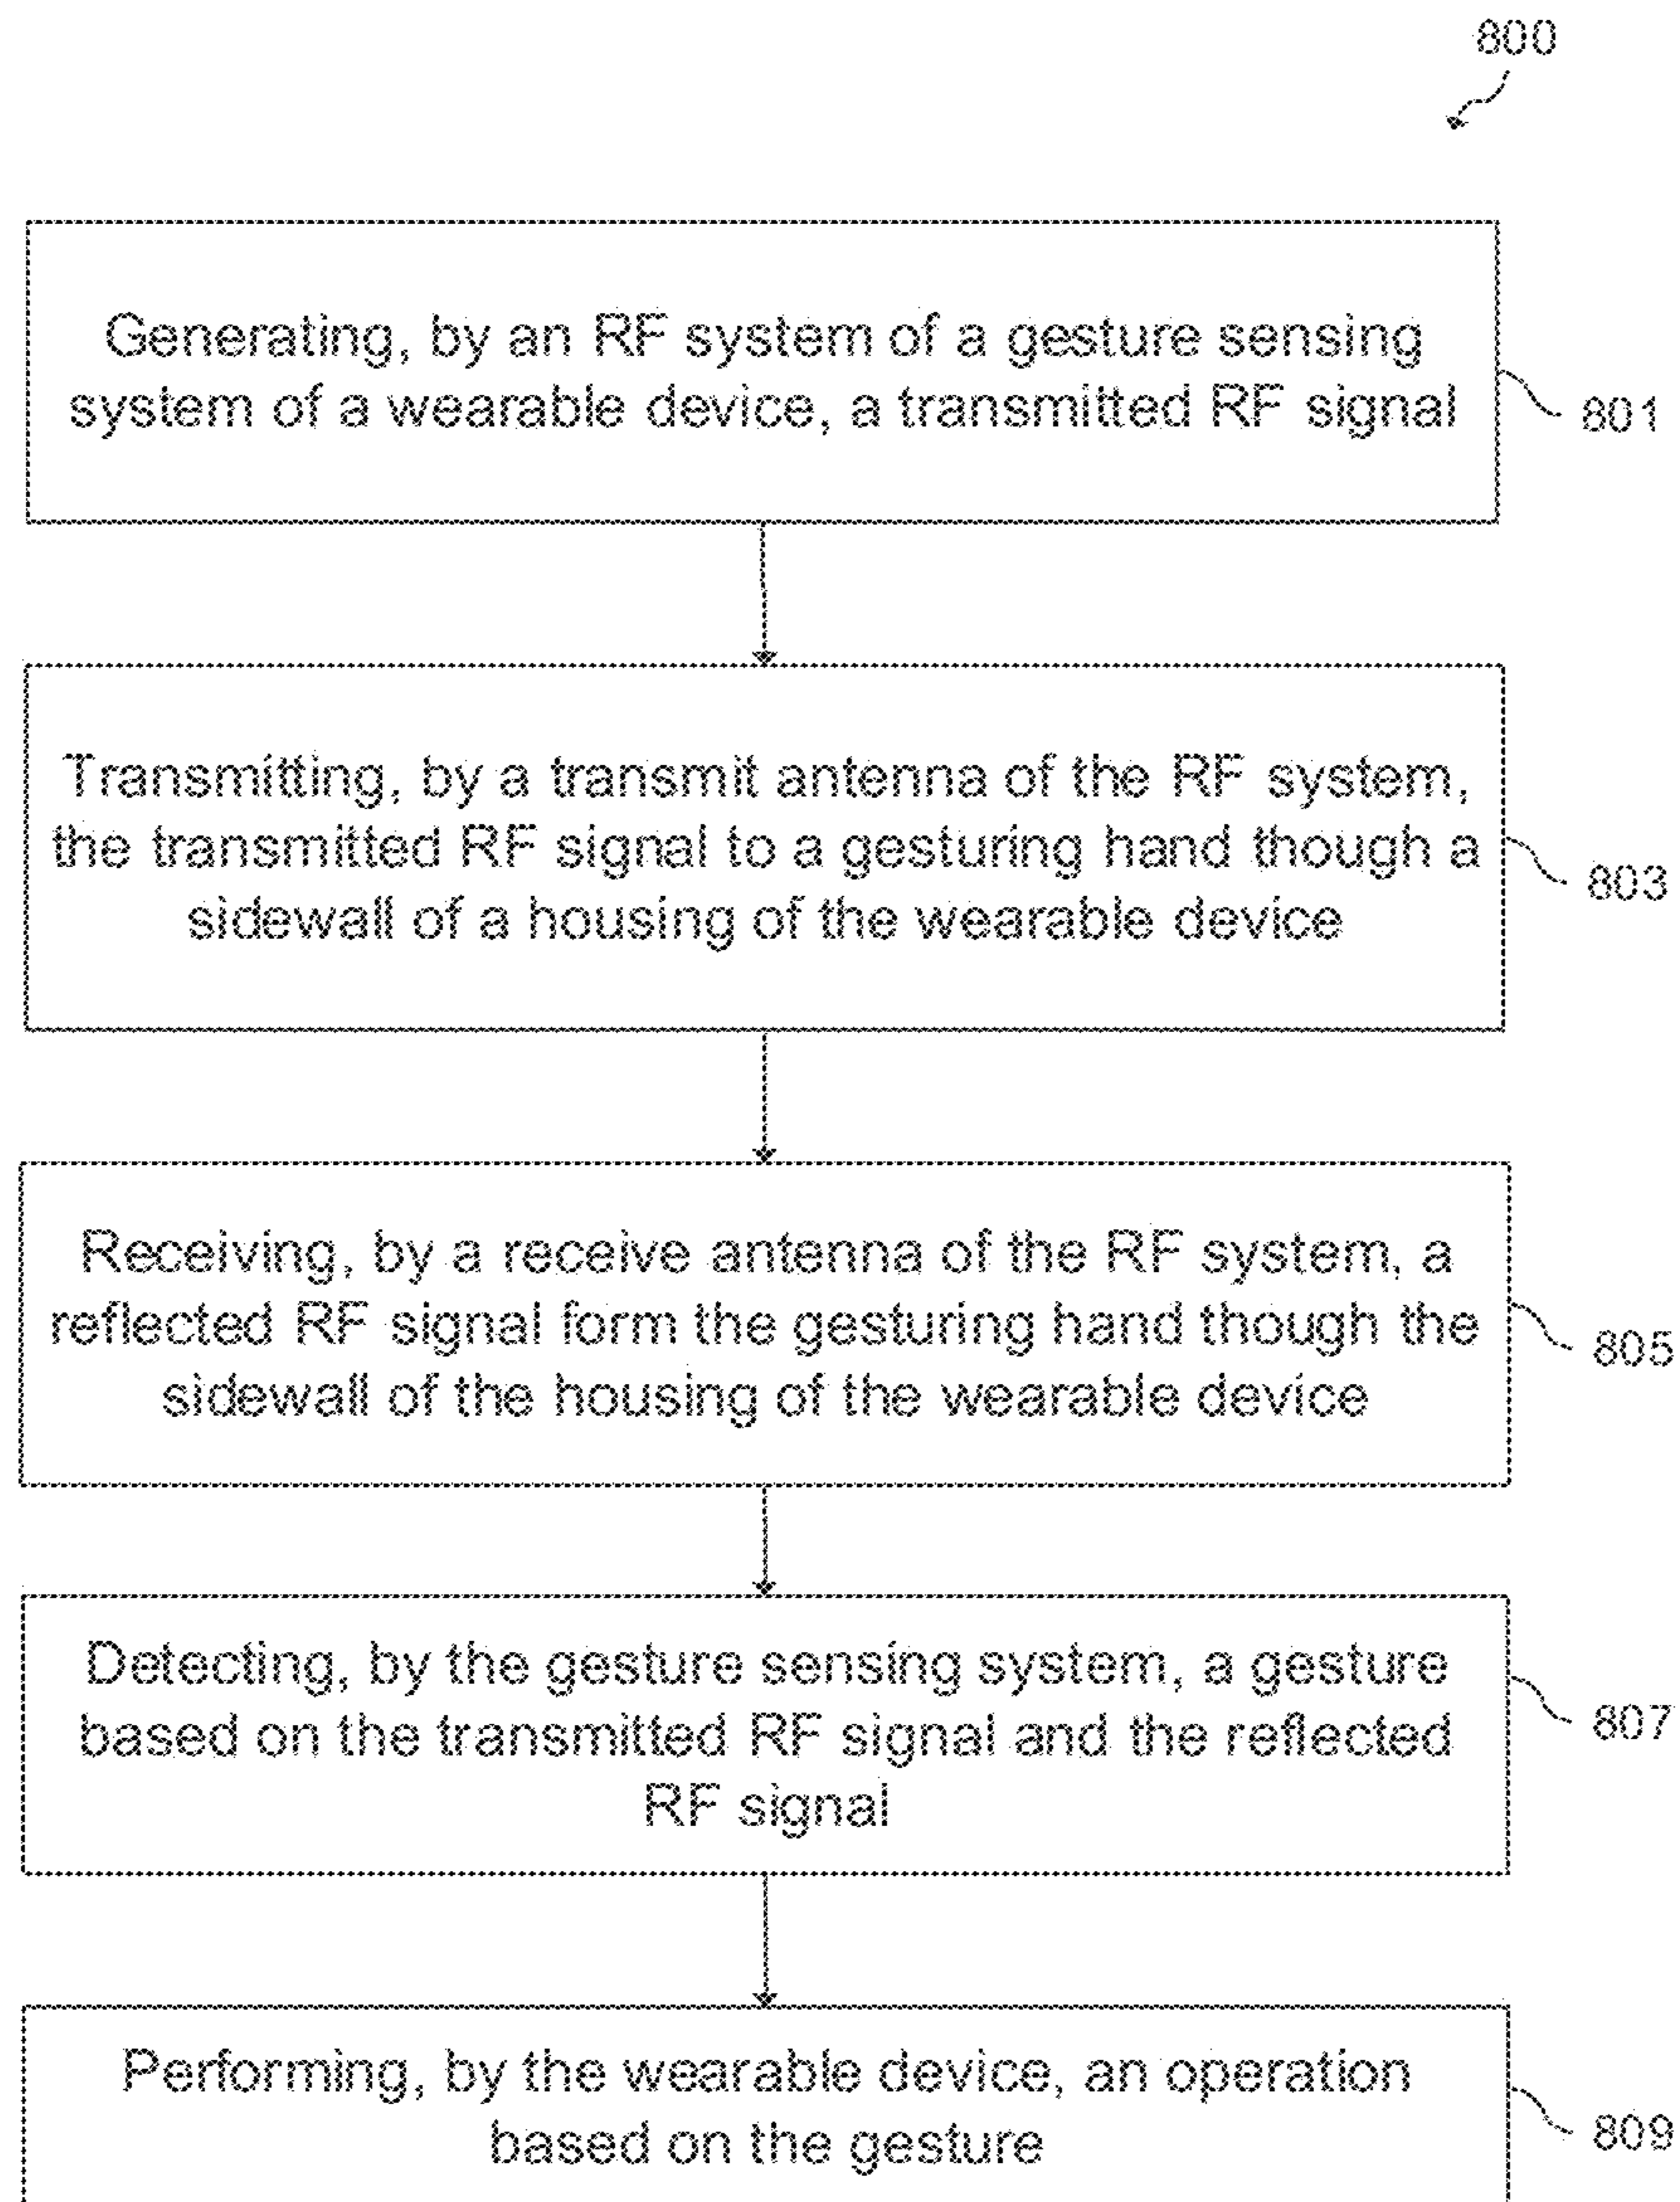 800
Generating, by an RF system of a gesture sensing
system of a wearable device, a transmitted RF signal
801
Transmitting, by a transmit antenna of the RF system,
the transmitted RF signal to a gesturing hand though a
sidewall of a housing of the wearable device
803
Receiving, by a receive antenna of the RF system, a
reflected RF signal form the gesturing hand though the
sidewall of the housing of the wearable device
805
Detecting, by the gesture sensing system, a gesture
based on the transmitted RF signal and the reflected
RF signal
807
Performing, by the wearable device, an operation
based on the gesture
809